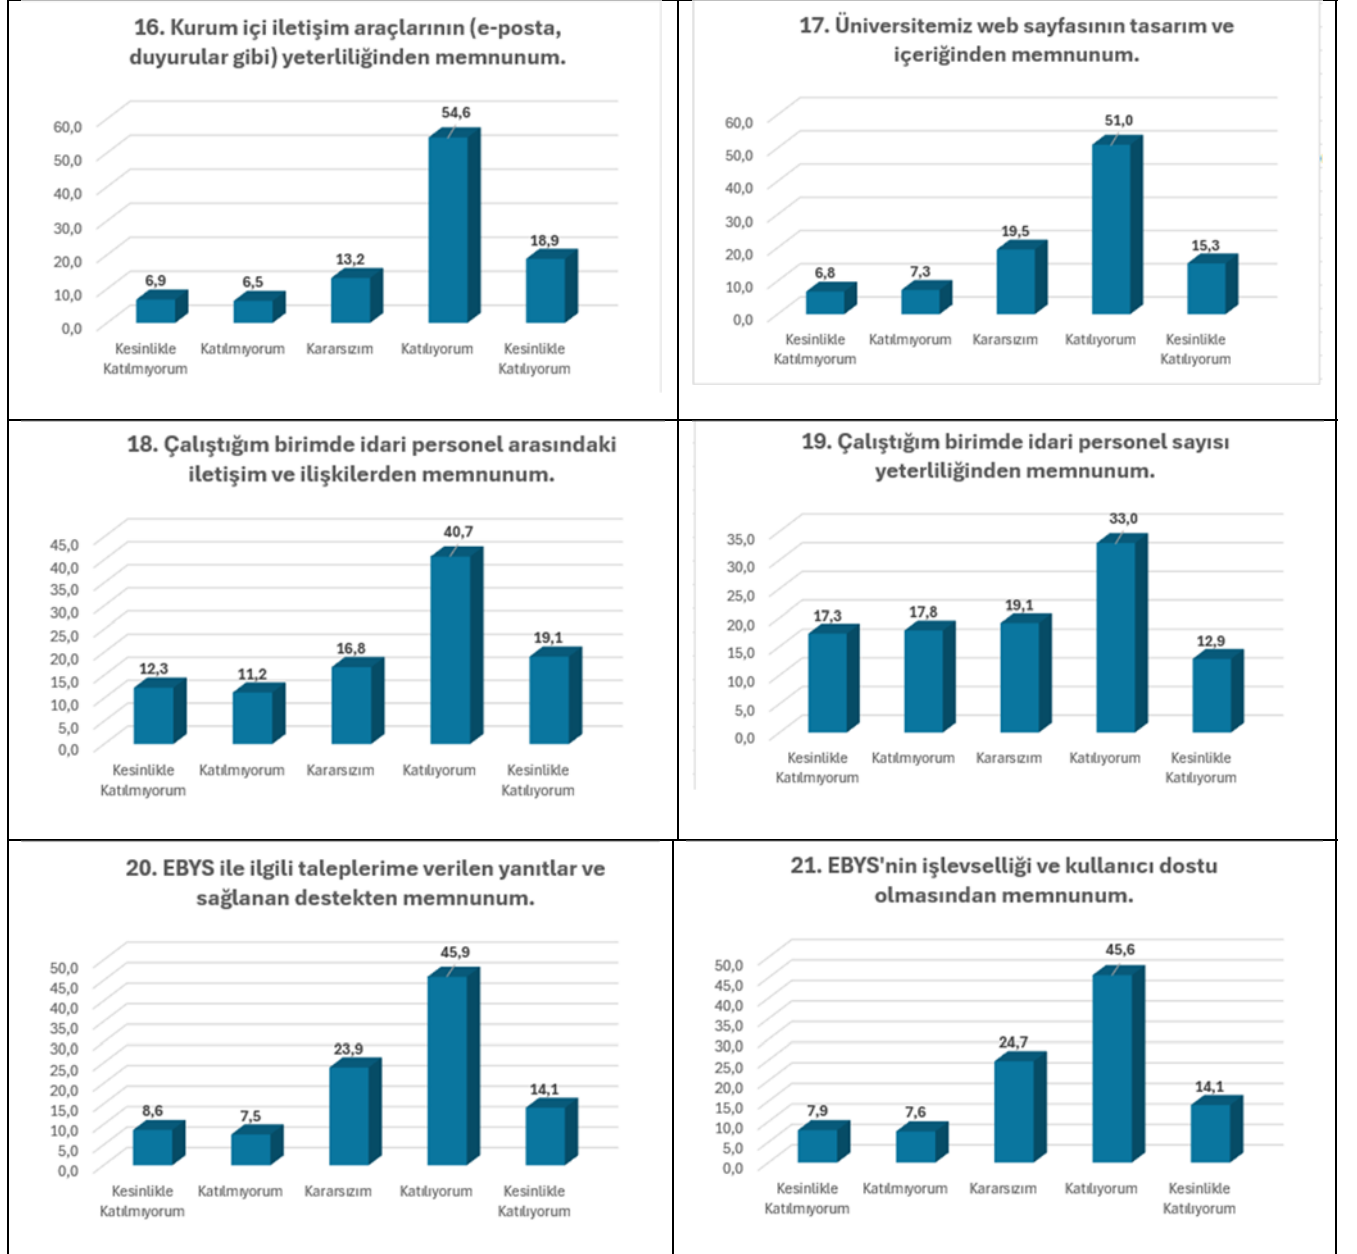 16. Kurum içi iletişim araçlarının (e-posta,
duyurular gibi) yeterliliğinden memnunum.
60,0
50,0
40,0
30,0
20,0
10,0
0,0
6,9
6,5
13,2
54,6
18,9
Kesinlikle
Katılmıyorum
Katılmıyorum
Kararsızım
Katılıyorum
Kesinlikle
Katılıyorum
17. Üniversitemiz web sayfasının tasarım ve
içeriğinden memnunum.
60,0
50,0
40,0
30,0
20,0
10,0
0,0
6,8
7,3
19,5
51,0
15,3
Kesinlikle
Katılmıyorum
Katılmıyorum
Kararsızım
Katılıyorum
Kesinlikle
Katılıyorum
18. Çalıştığım birimde idari personel arasındaki
iletişim ve ilişkilerden memnunum.
45,0
40,0
35,0
30,0
25,0
20,0
15,0
10,0
5,0
0,0
12,3
11,2
16,8
40,7
19,1
Kesinlikle
Katılmıyorum
Katılmıyorum
Kararsızım
Katılıyorum
Kesinlikle
Katılıyorum
19. Çalıştığım birimde idari personel sayısı
yeterliliğinden memnunum.
35,0
30,0
25,0
20,0
15,0
10,0
5,0
0,0
17,3
17,8
19,1
33,0
12,9
Kesinlikle
Katılmıyorum
Katılmıyorum
Kararsızım
Katılıyorum
Kesinlikle
Katılıyorum
20. EBYS ile ilgili taleplerime verilen yanıtlar ve
sağlanan destekten memnunum.
50,0
45,0
40,0
35,0
30,0
25,0
20,0
15,0
10,0
5,0
0,0
8,6
7,5
23,9
45,9
14,1
Kesinlikle
Katılmıyorum
Katılmıyorum
Kararsızım
Katılıyorum
Kesinlikle
Katılıyorum
21. EBYS'nin işlevselliği ve kullanıcı dostu
olmasından memnunum.
50,0
45,0
40,0
35,0
30,0
25,0
20,0
15,0
10,0
5,0
0,0
7,9
7,6
24,7
45,6
14,1
Kesinlikle
Katılmıyorum
Katılmıyorum
Kararsızım
Katılıyorum
Kesinlikle
Katılıyorum